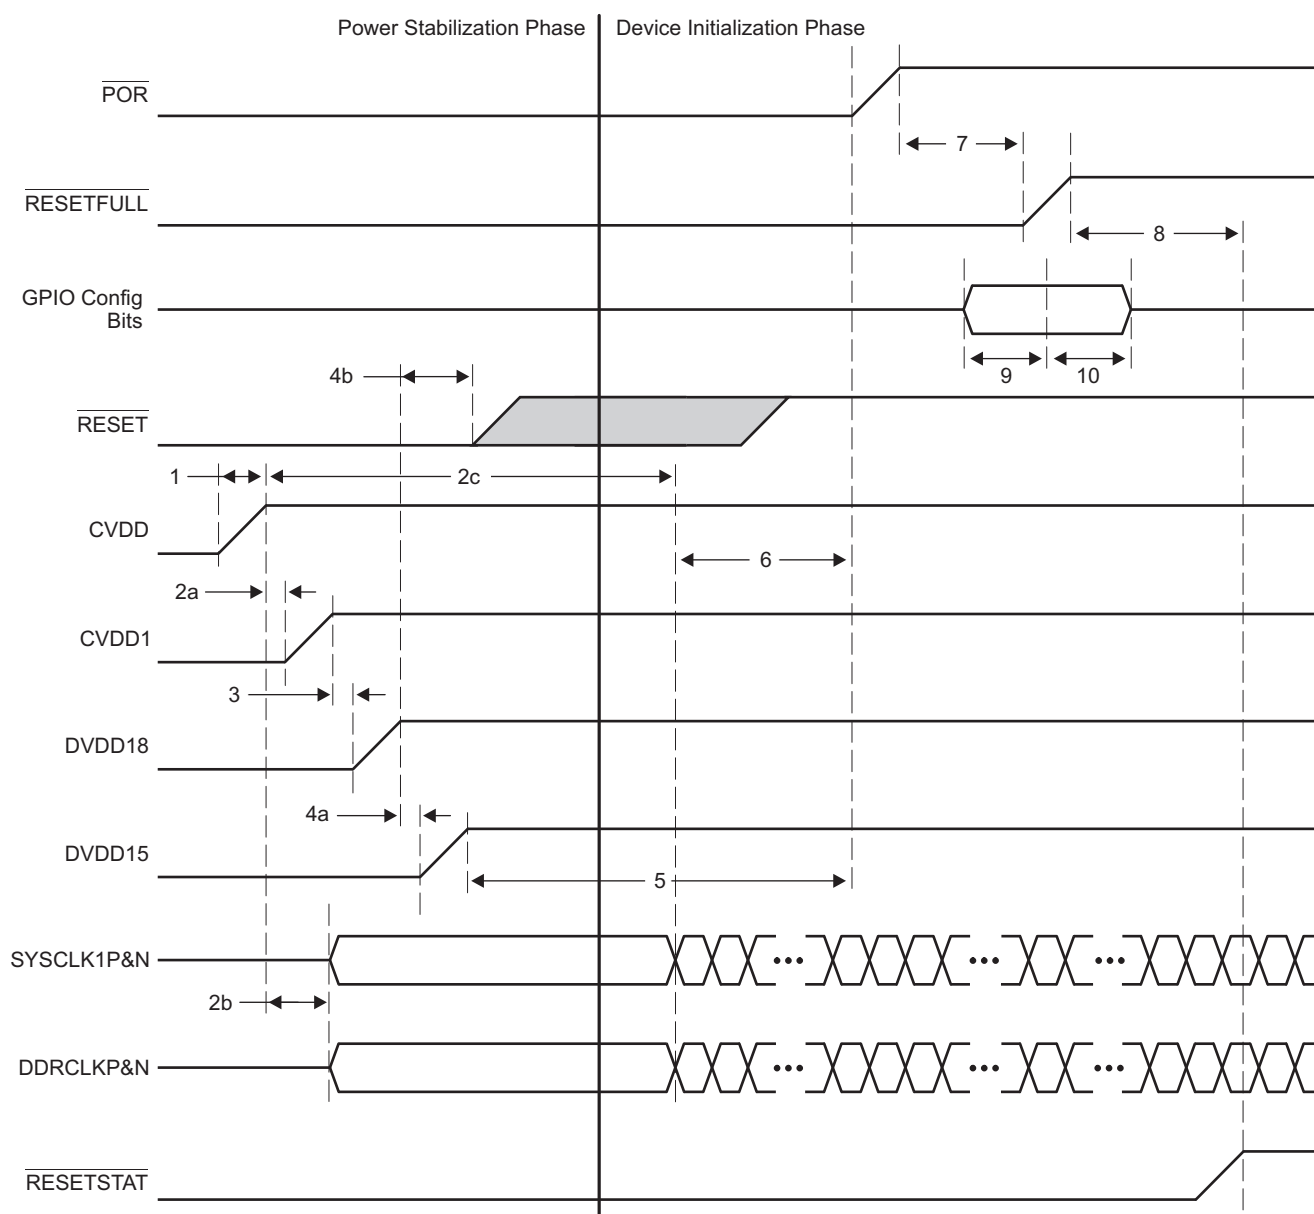 Power Stabilization Phase
Device Initialization Phase
POR
7
RESETFULL
8
GPIO Config
Bits
9
10
4b
RESET
1
2c
CVDD
6
2a
CVDD1
3
DVDD18
4a
DVDD15
5
SYSCLK1P&N
2b
DDRCLKP&N
RESETSTAT